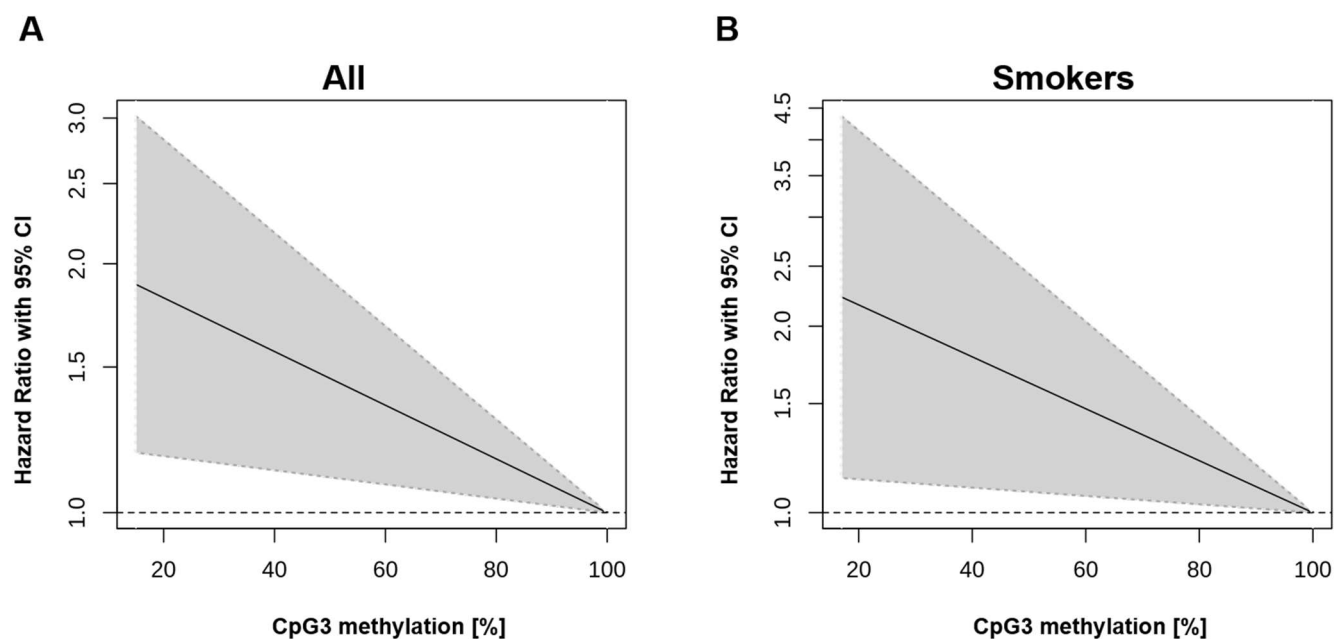 A
All
Hazard Ratio with 95% CI
3.0
2.5
2.0
1.5
1.0
20 40 60 80 100
CpG3 methylation [%]
B
Smokers
Hazard Ratio with 95% CI
4.5
3.5
2.5
2.0
1.5
1.0
20 40 60 80 100
CpG3 methylation [%]